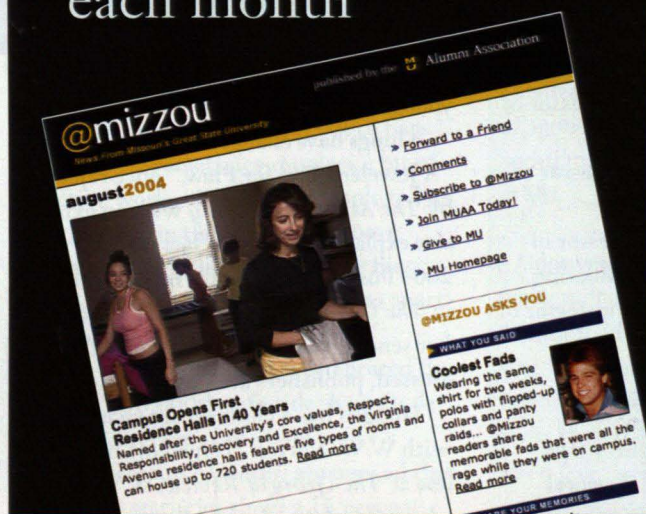 each month
published by the Alumni Association
@mizzou
News From Missouri's Great State University
august2004
Campus Opens First
Residence Halls in 40 Years
Named after the University's core values, Respect,
Responsibility, Discovery and Excellence, the Virginia
Avenue residence halls feature five types of rooms and
can house up to 720 students. Read more
» Forward to a Friend
» Comments
» Subscribe to @Mizzou
» Join MUAA Today!
» Give to MU
» MU Homepage
@MIZZOU ASKS YOU
WHAT YOU SAID
Coolest Fads
Wearing the same
shirt for two weeks,
polos with flipped-up
collars and panty
raids... @Mizzou
readers share
memorable fads that were all the
rage while they were on campus.
Read more
YOUR MEMORIES